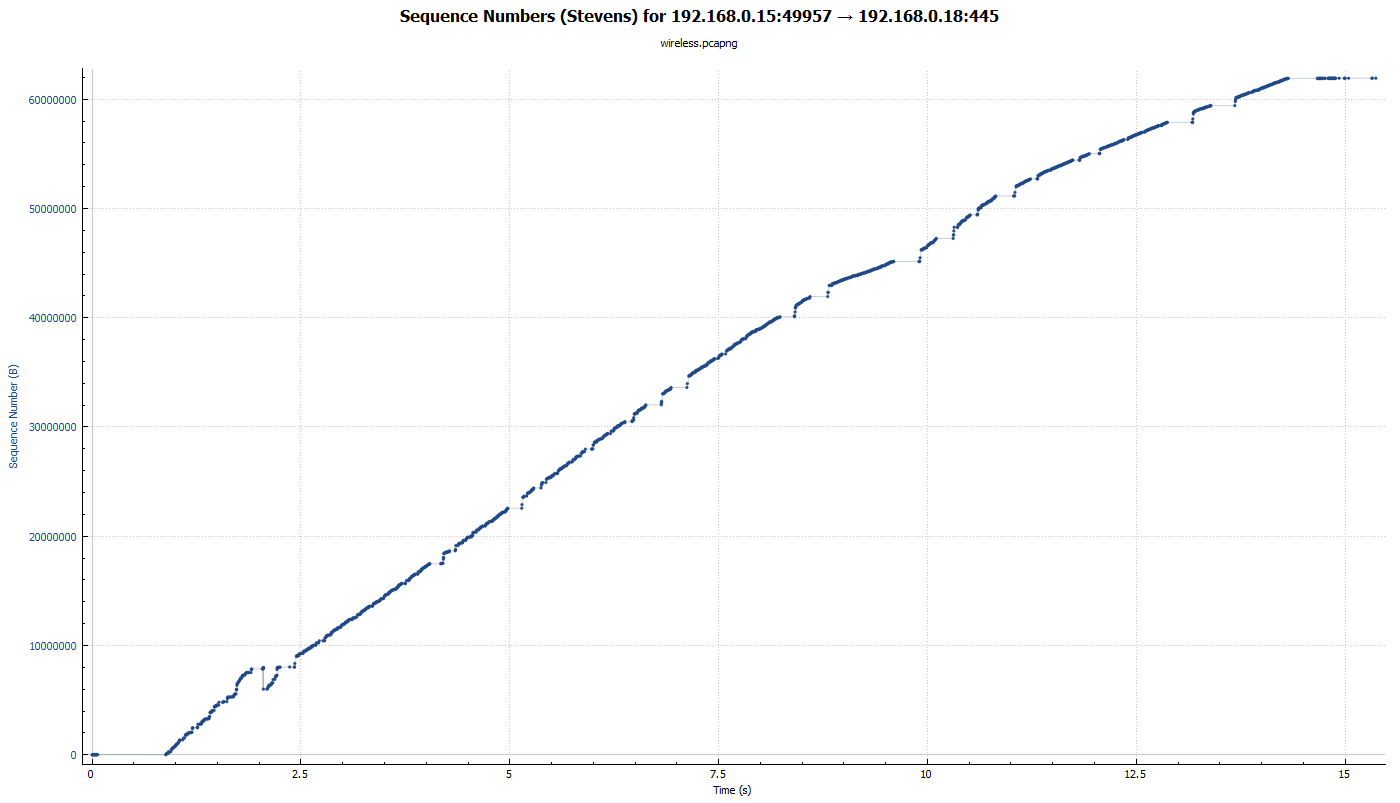 Sequence Numbers (Stevens) for 192.168.0.15:49957 → 192.168.0.18:445
wireless.pcapng
60000000
50000000
40000000
30000000
20000000
10000000
0
Sequence Number (B)
0 2.5 5 7.5 10 12.5 15
Time (s)